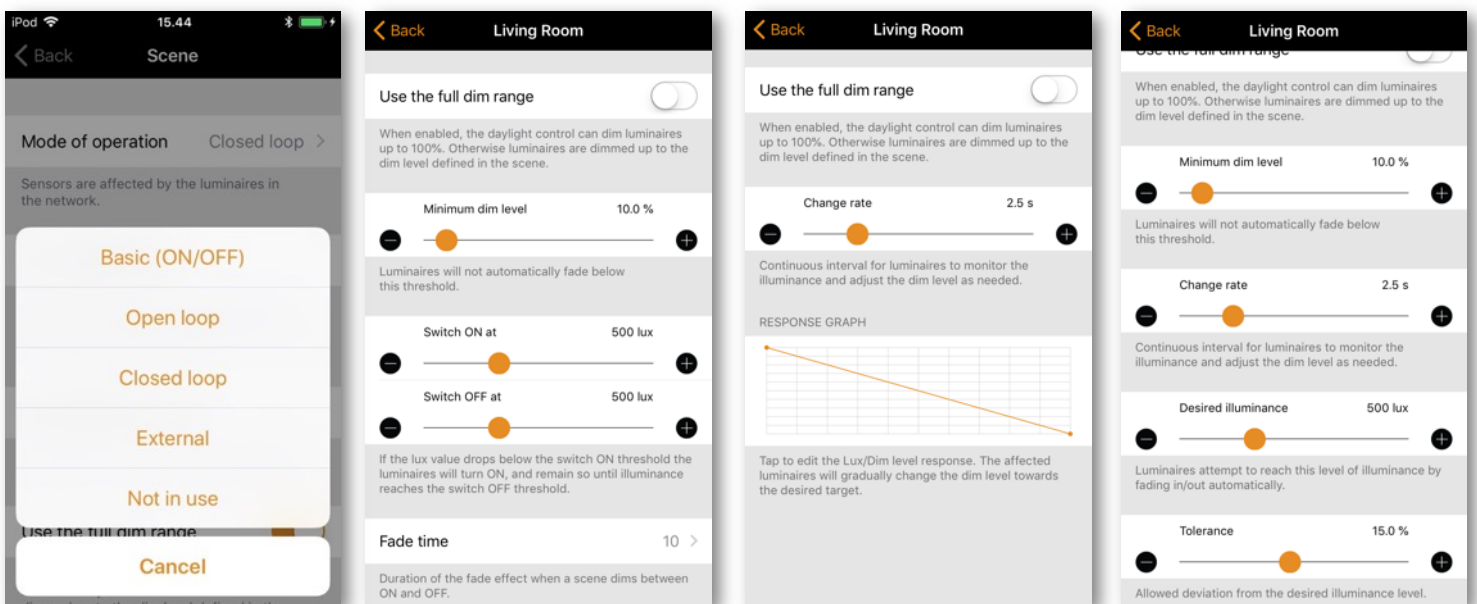 iPod 15.44
Back Scene
Mode of operation Closed loop
Sensors are affected by the luminaires in
the network.
Basic (ON/OFF)
Open loop
Closed loop
External
Not in use
Use the full dim range
Cancel
Back Living Room
Use the full dim range
When enabled, the daylight control can dim luminaires
up to 100%. Otherwise luminaires are dimmed up to the
dim level defined in the scene.
Minimum dim level 10.0 %
Luminaires will not automatically fade below
this threshold.
Switch ON at 500 lux
Switch OFF at 500 lux
If the lux value drops below the switch ON threshold the
luminaires will turn ON, and remain so until illuminance
reaches the switch OFF threshold.
Fade time 10
Duration of the fade effect when a scene dims between
ON and OFF.
Back Living Room
Use the full dim range
When enabled, the daylight control can dim luminaires
up to 100%. Otherwise luminaires are dimmed up to the
dim level defined in the scene.
Change rate 2.5 s
Continuous interval for luminaires to monitor the
illuminance and adjust the dim level as needed.
RESPONSE GRAPH
Tap to edit the Lux/Dim level response. The affected
luminaires will gradually change the dim level towards
the desired target.
Back Living Room
Use the full dim range
When enabled, the daylight control can dim luminaires
up to 100%. Otherwise luminaires are dimmed up to the
dim level defined in the scene.
Minimum dim level 10.0 %
Luminaires will not automatically fade below
this threshold.
Change rate 2.5 s
Continuous interval for luminaires to monitor the
illuminance and adjust the dim level as needed.
Desired illuminance 500 lux
Luminaires attempt to reach this level of illuminance by
fading in/out automatically.
Tolerance 15.0 %
Allowed deviation from the desired illuminance level.